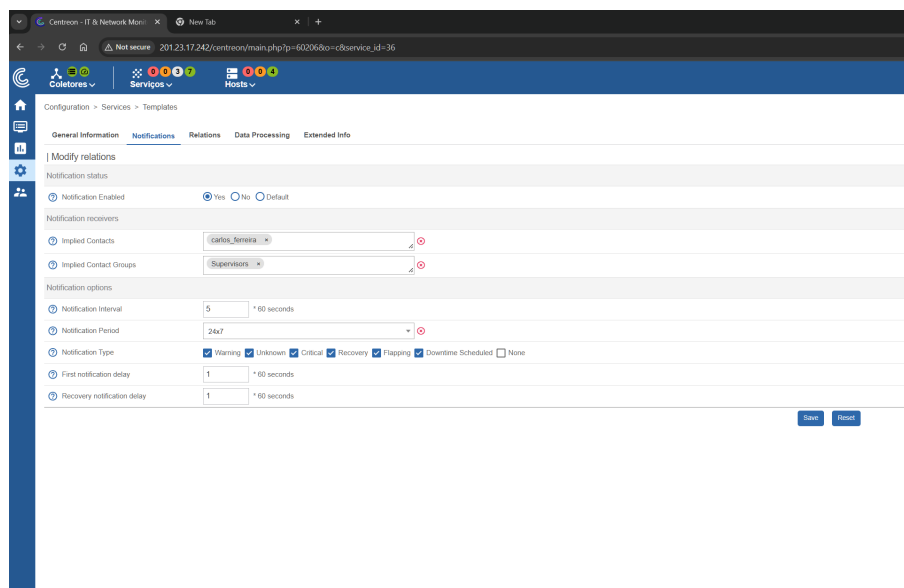 Centreon - IT & Network Monit
New Tab
Not secure 201.23.17.242/centreon/main.php?p=60206&o=c&service_id=36
Coletores
0 0 3 7
Serviços
0 0 4
Hosts
Configuration > Services > Templates
General Information Notifications Relations Data Processing Extended Info
| Modify relations
Notification status
Notification Enabled Yes No Default
Notification receivers
Implied Contacts carlos_ferreira ×
Implied Contact Groups Supervisors ×
Notification options
Notification Interval 5 * 60 seconds
Notification Period 24x7
Notification Type Warning Unknown Critical Recovery Flapping Downtime Scheduled None
First notification delay 1 * 60 seconds
Recovery notification delay 1 * 60 seconds
Save Reset